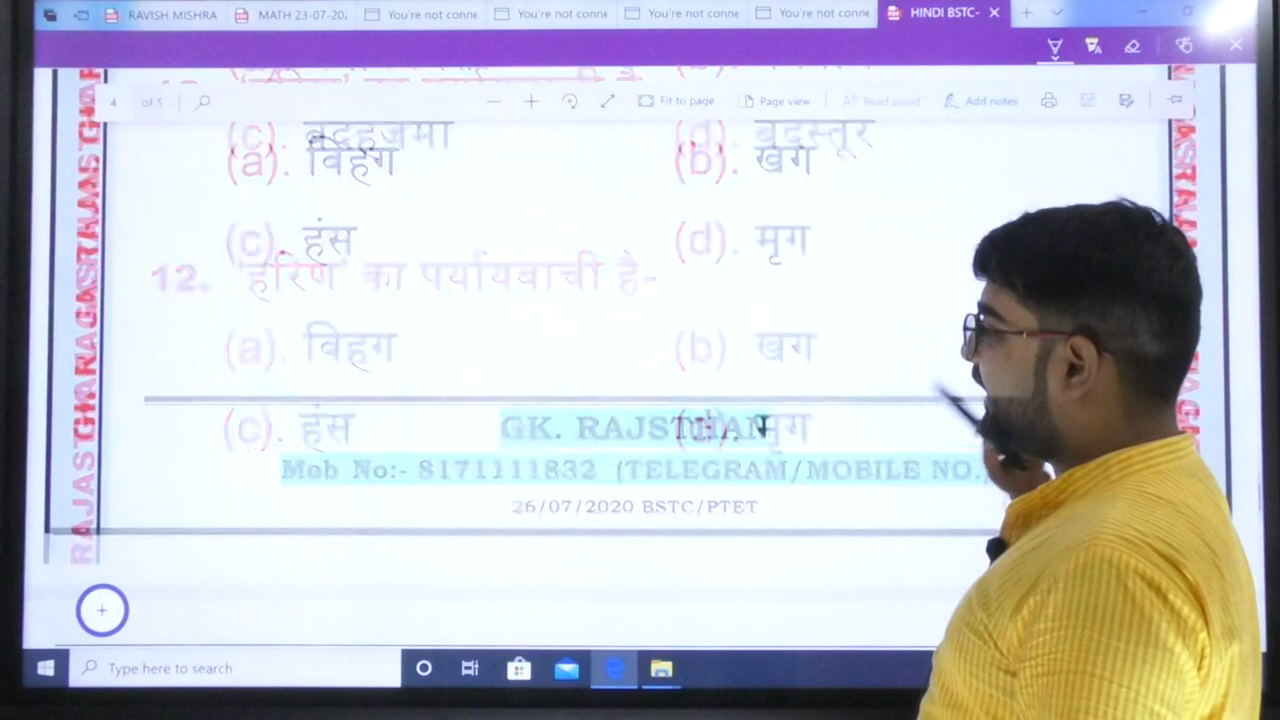 RAVISH MISHRA MATH 23-07-202 You're not conne You're not conne You're not conne You're not conne HINDI BSTC-
4 of 5 Fit to page Page view Read aloud Add notes
(c). बदहजमी (d). बदस्तूर
(a). विहग (b). खग
(c). हंस (d). मृग
12. 'हरिण' का पर्यायवाची है-
(a). विहग (b). खग
(c). हंस (d). मृग
GK. RAJSTHAN
Mob No:- 8171111832 (TELEGRAM/MOBILE NO.)
26/07/2020 BSTC/PTET
Type here to search